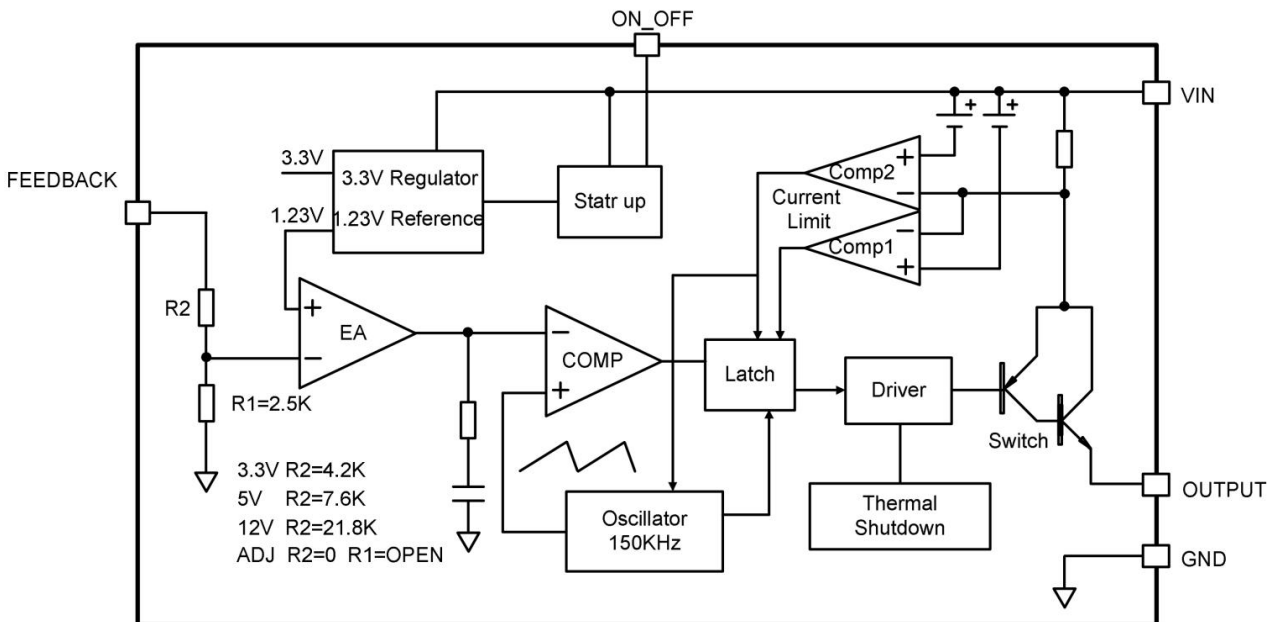 ON_OFF
VIN
FEEDBACK
3.3V
3.3V Regulator
1.23V
1.23V Reference
Statr up
+
+
+
Comp2
−
Current
Limit
−
Comp1
+
R2
+
EA
−
−
COMP
+
Latch
Driver
R1=2.5K
Switch
3.3V R2=4.2K
5V R2=7.6K
12V R2=21.8K
ADJ R2=0 R1=OPEN
Oscillator
150KHz
Thermal
Shutdown
OUTPUT
GND